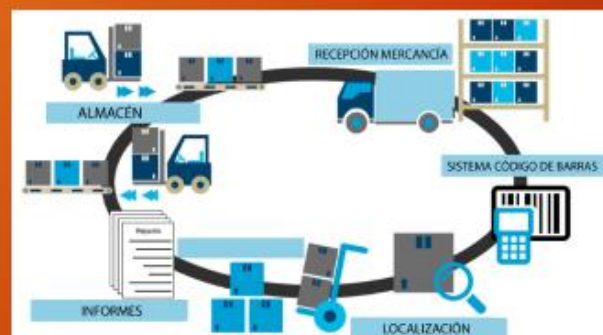 RECEPCIÓN MERCANCÍA
ALMACÉN
SISTEMA CÓDIGO DE BARRAS
INFORMES
LOCALIZACIÓN